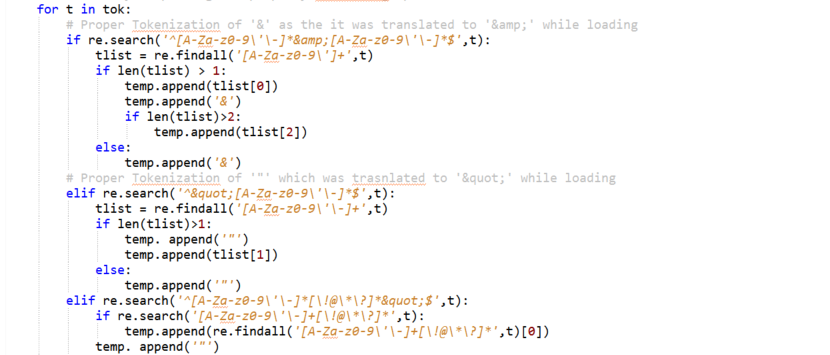 for t in tok:
# Proper Tokenization of '&' as the it was translated to '&amp;' while loading
if re.search('^[A-Za-z0-9\'\-]*&amp;[A-Za-z0-9\'\-]*$',t):
tlist = re.findall('[A-Za-z0-9\']+',t)
if len(tlist) > 1:
temp.append(tlist[0])
temp.append('&')
if len(tlist)>2:
temp.append(tlist[2])
else:
temp.append('&')
# Proper Tokenization of '"' which was trasnlated to '&quot;' while loading
elif re.search('^&quot;[A-Za-z0-9\'\-]*$',t):
tlist = re.findall('[A-Za-z0-9\'\-]+',t)
if len(tlist)>1:
temp. append('"')
temp.append(tlist[1])
else:
temp.append('"')
elif re.search('^[A-Za-z0-9\'\-]*[\!@\*\?]*&quot;$',t):
if re.search('[A-Za-z0-9\'\-]+[\!@\*\?]*',t):
temp.append(re.findall('[A-Za-z0-9\'\-]+[\!@\*\?]*',t)[0])
temp. append('"')